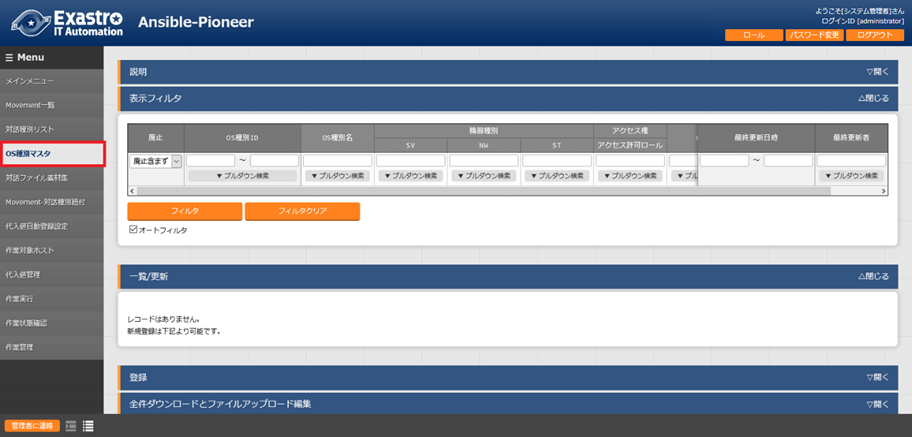 Exastro
IT Automation
Ansible-Pioneer
ようこそ[システム管理者]さん
ログインID [administrator]
ロール
パスワード変更
ログアウト
Menu
メインメニュー
Movement一覧
対話種別リスト
OS種別マスタ
対話ファイル素材集
Movement-対話種別紐付
代入値自動登録設定
作業対象ホスト
代入値管理
作業実行
作業状態確認
作業管理
説明
▽開く
表示フィルタ
△閉じる
廃止
OS種別ID
OS種別名
機器種別
SV
NW
ST
アクセス権
アクセス許可ロール
最終更新日時
最終更新者
廃止含まず
~
~
▼プルダウン検索
▼プルダウン検索
▼プルダウン検索
▼プルダウン検索
▼プルダウン検索
▼プルダウン検索
▼プル
▼プルダウン検索
フィルタ
フィルタクリア
オートフィルタ
一覧/更新
△閉じる
レコードはありません。
新規登録は下記より可能です。
登録
▽開く
全件ダウンロードとファイルアップロード編集
▽開く
管理者に連絡